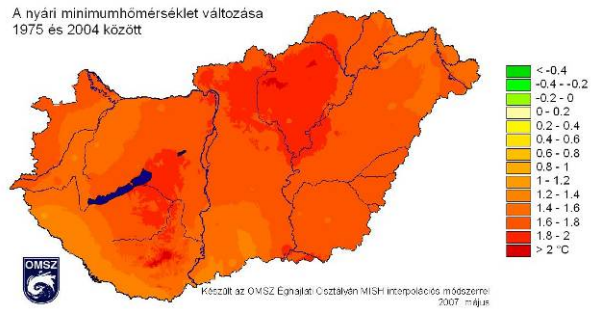 A nyári minimumhőmérséklet változása
1975 és 2004 között
< -0.4
-0.4 - -0.2
-0.2 - 0
0 - 0.2
0.2 - 0.4
0.4 - 0.6
0.6 - 0.8
0.8 - 1
1 - 1.2
1.2 - 1.4
1.4 - 1.6
1.6 - 1.8
1.8 - 2
> 2 °C
OMSZ
Készült az OMSZ Éghajlati Osztályán MISH interpolációs módszerrel
2007. május